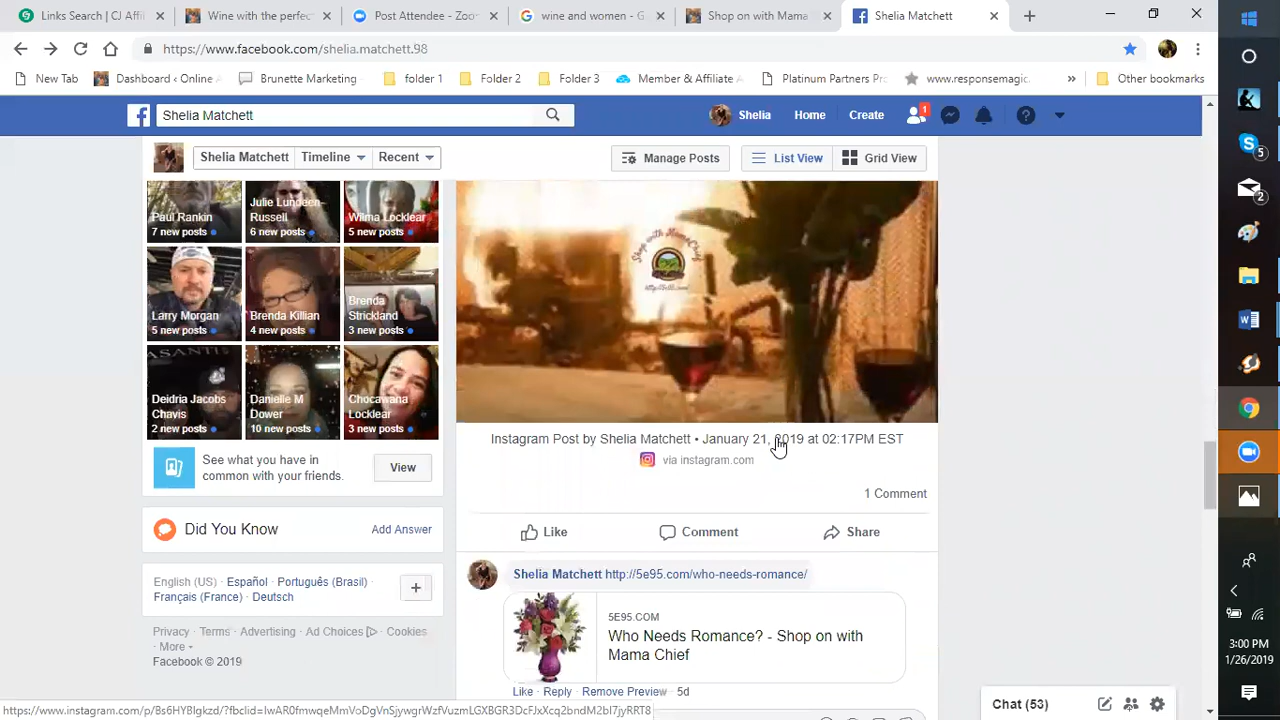 Links Search | CJ Affil
Wine with the perfect
Post Attendee - Zoo
wine and women - G
Shop on with Mama
Shelia Matchett
https://www.facebook.com/shelia.matchett.98
New Tab
Dashboard ‹ Online
Brunette Marketing
folder 1
Folder 2
Folder 3
Member & Affiliate A
Platinum Partners Pr
www.responsemagic
»
Other bookmarks
Shelia Matchett
Shelia
Home
Create
1
Shelia Matchett
Timeline
Recent
Manage Posts
List View
Grid View
Paul Rankin
7 new posts
Julie Lundeen-
Russell
6 new posts
Wilma Locklear
5 new posts
Larry Morgan
5 new posts
Brenda Killian
4 new posts
Brenda
Strickland
3 new posts
Deidria Jacobs
Chavis
2 new posts
Danielle M
Dower
10 new posts
Chocawana
Locklear
3 new posts
See what you have in
common with your friends.
View
Did You Know
Add Answer
English (US) · Español · Português (Brasil) ·
Français (France) · Deutsch
Privacy · Terms · Advertising · Ad Choices · Cookies
· More
Facebook © 2019
Shop with Mama Chief
Instagram Post by Shelia Matchett • January 21, 2019 at 02:17PM EST
via instagram.com
1 Comment
Like
Comment
Share
Shelia Matchett http://5e95.com/who-needs-romance/
5E95.COM
Who Needs Romance? - Shop on with
Mama Chief
Like · Reply · Remove Preview · 5d
Chat (53)
5
2
3:00 PM
1/26/2019